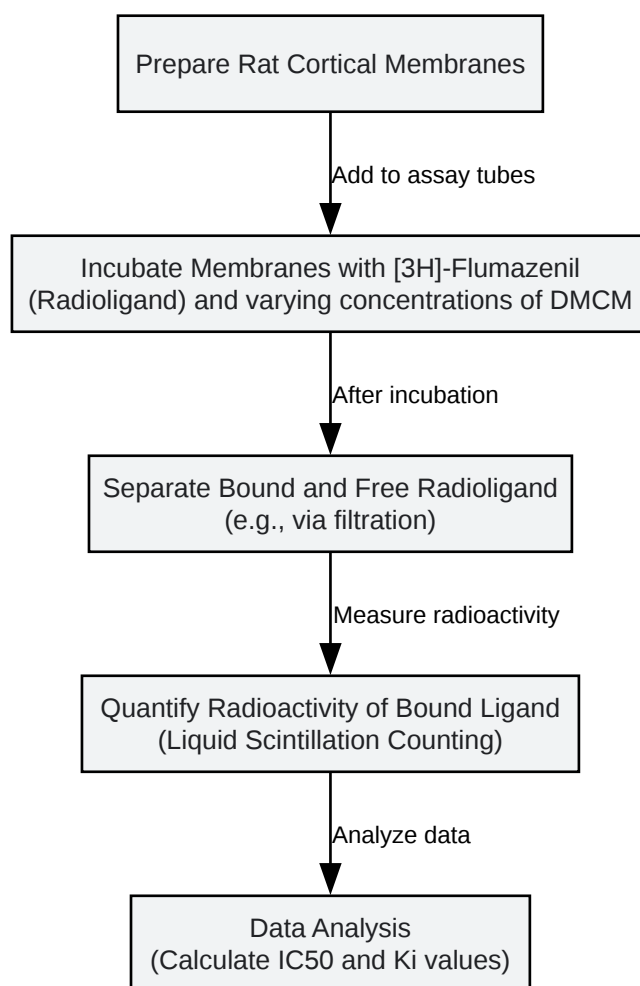 Prepare Rat Cortical Membranes
Add to assay tubes
Incubate Membranes with [3H]-Flumazenil
(Radioligand) and varying concentrations of DMCM
After incubation
Separate Bound and Free Radioligand
(e.g., via filtration)
Measure radioactivity
Quantify Radioactivity of Bound Ligand
(Liquid Scintillation Counting)
Analyze data
Data Analysis
(Calculate IC50 and Ki values)